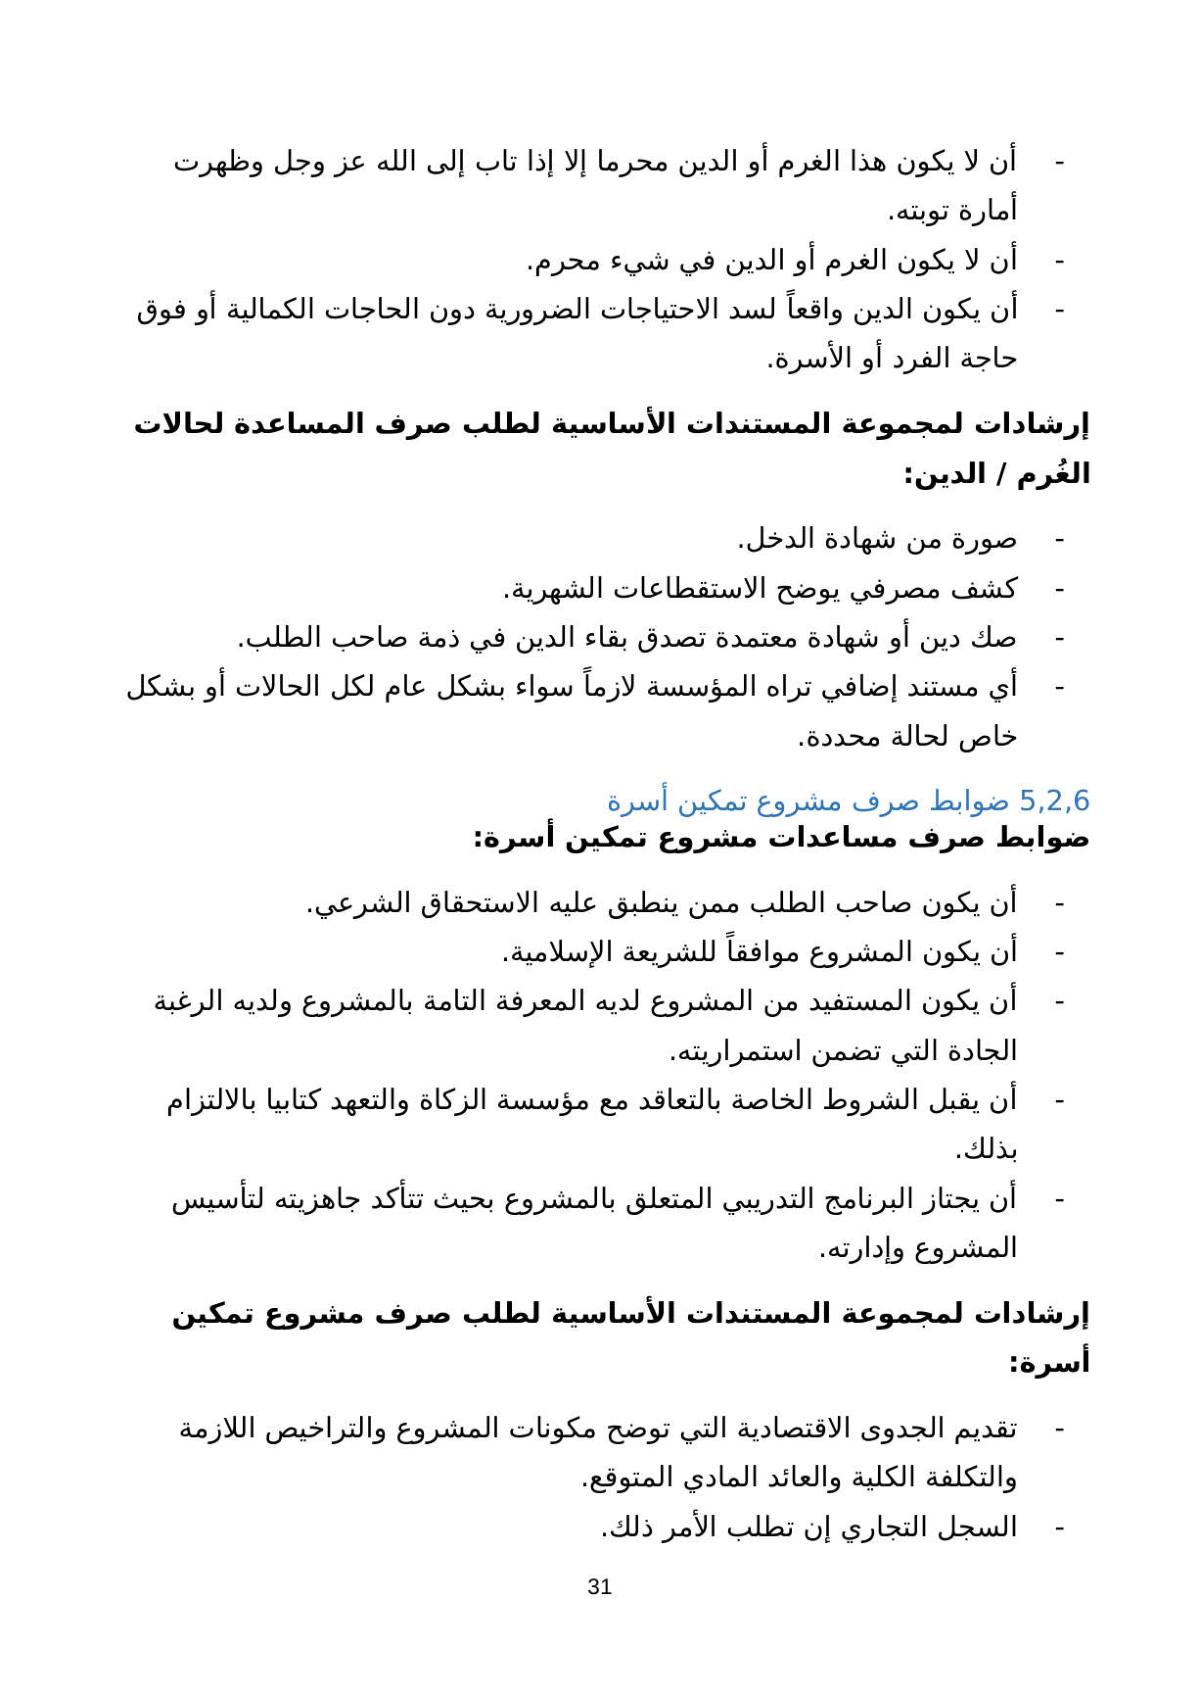 - أن لا يكون هذا الغرم أو الدين محرما إلا إذا تاب إلى الله عز وجل وظهرت
أمارة توبته.
- أن لا يكون الغرم أو الدين في شيء محرم.
- أن يكون الدين واقعاً لسد الاحتياجات الضرورية دون الحاجات الكمالية أو فوق
حاجة الفرد أو الأسرة.
إرشادات لمجموعة المستندات الأساسية لطلب صرف المساعدة لحالات
الغُرم / الدين:
- صورة من شهادة الدخل.
- كشف مصرفي يوضح الاستقطاعات الشهرية.
- صك دين أو شهادة معتمدة تصدق بقاء الدين في ذمة صاحب الطلب.
- أي مستند إضافي تراه المؤسسة لازماً سواء بشكل عام لكل الحالات أو بشكل
خاص لحالة محددة.
5,2,6 ضوابط صرف مشروع تمكين أسرة
ضوابط صرف مساعدات مشروع تمكين أسرة:
- أن يكون صاحب الطلب ممن ينطبق عليه الاستحقاق الشرعي.
- أن يكون المشروع موافقاً للشريعة الإسلامية.
- أن يكون المستفيد من المشروع لديه المعرفة التامة بالمشروع ولديه الرغبة
الجادة التي تضمن استمراريته.
- أن يقبل الشروط الخاصة بالتعاقد مع مؤسسة الزكاة والتعهد كتابيا بالالتزام
بذلك.
- أن يجتاز البرنامج التدريبي المتعلق بالمشروع بحيث تتأكد جاهزيته لتأسيس
المشروع وإدارته.
إرشادات لمجموعة المستندات الأساسية لطلب صرف مشروع تمكين
أسرة:
- تقديم الجدوى الاقتصادية التي توضح مكونات المشروع والتراخيص اللازمة
والتكلفة الكلية والعائد المادي المتوقع.
- السجل التجاري إن تطلب الأمر ذلك.
31